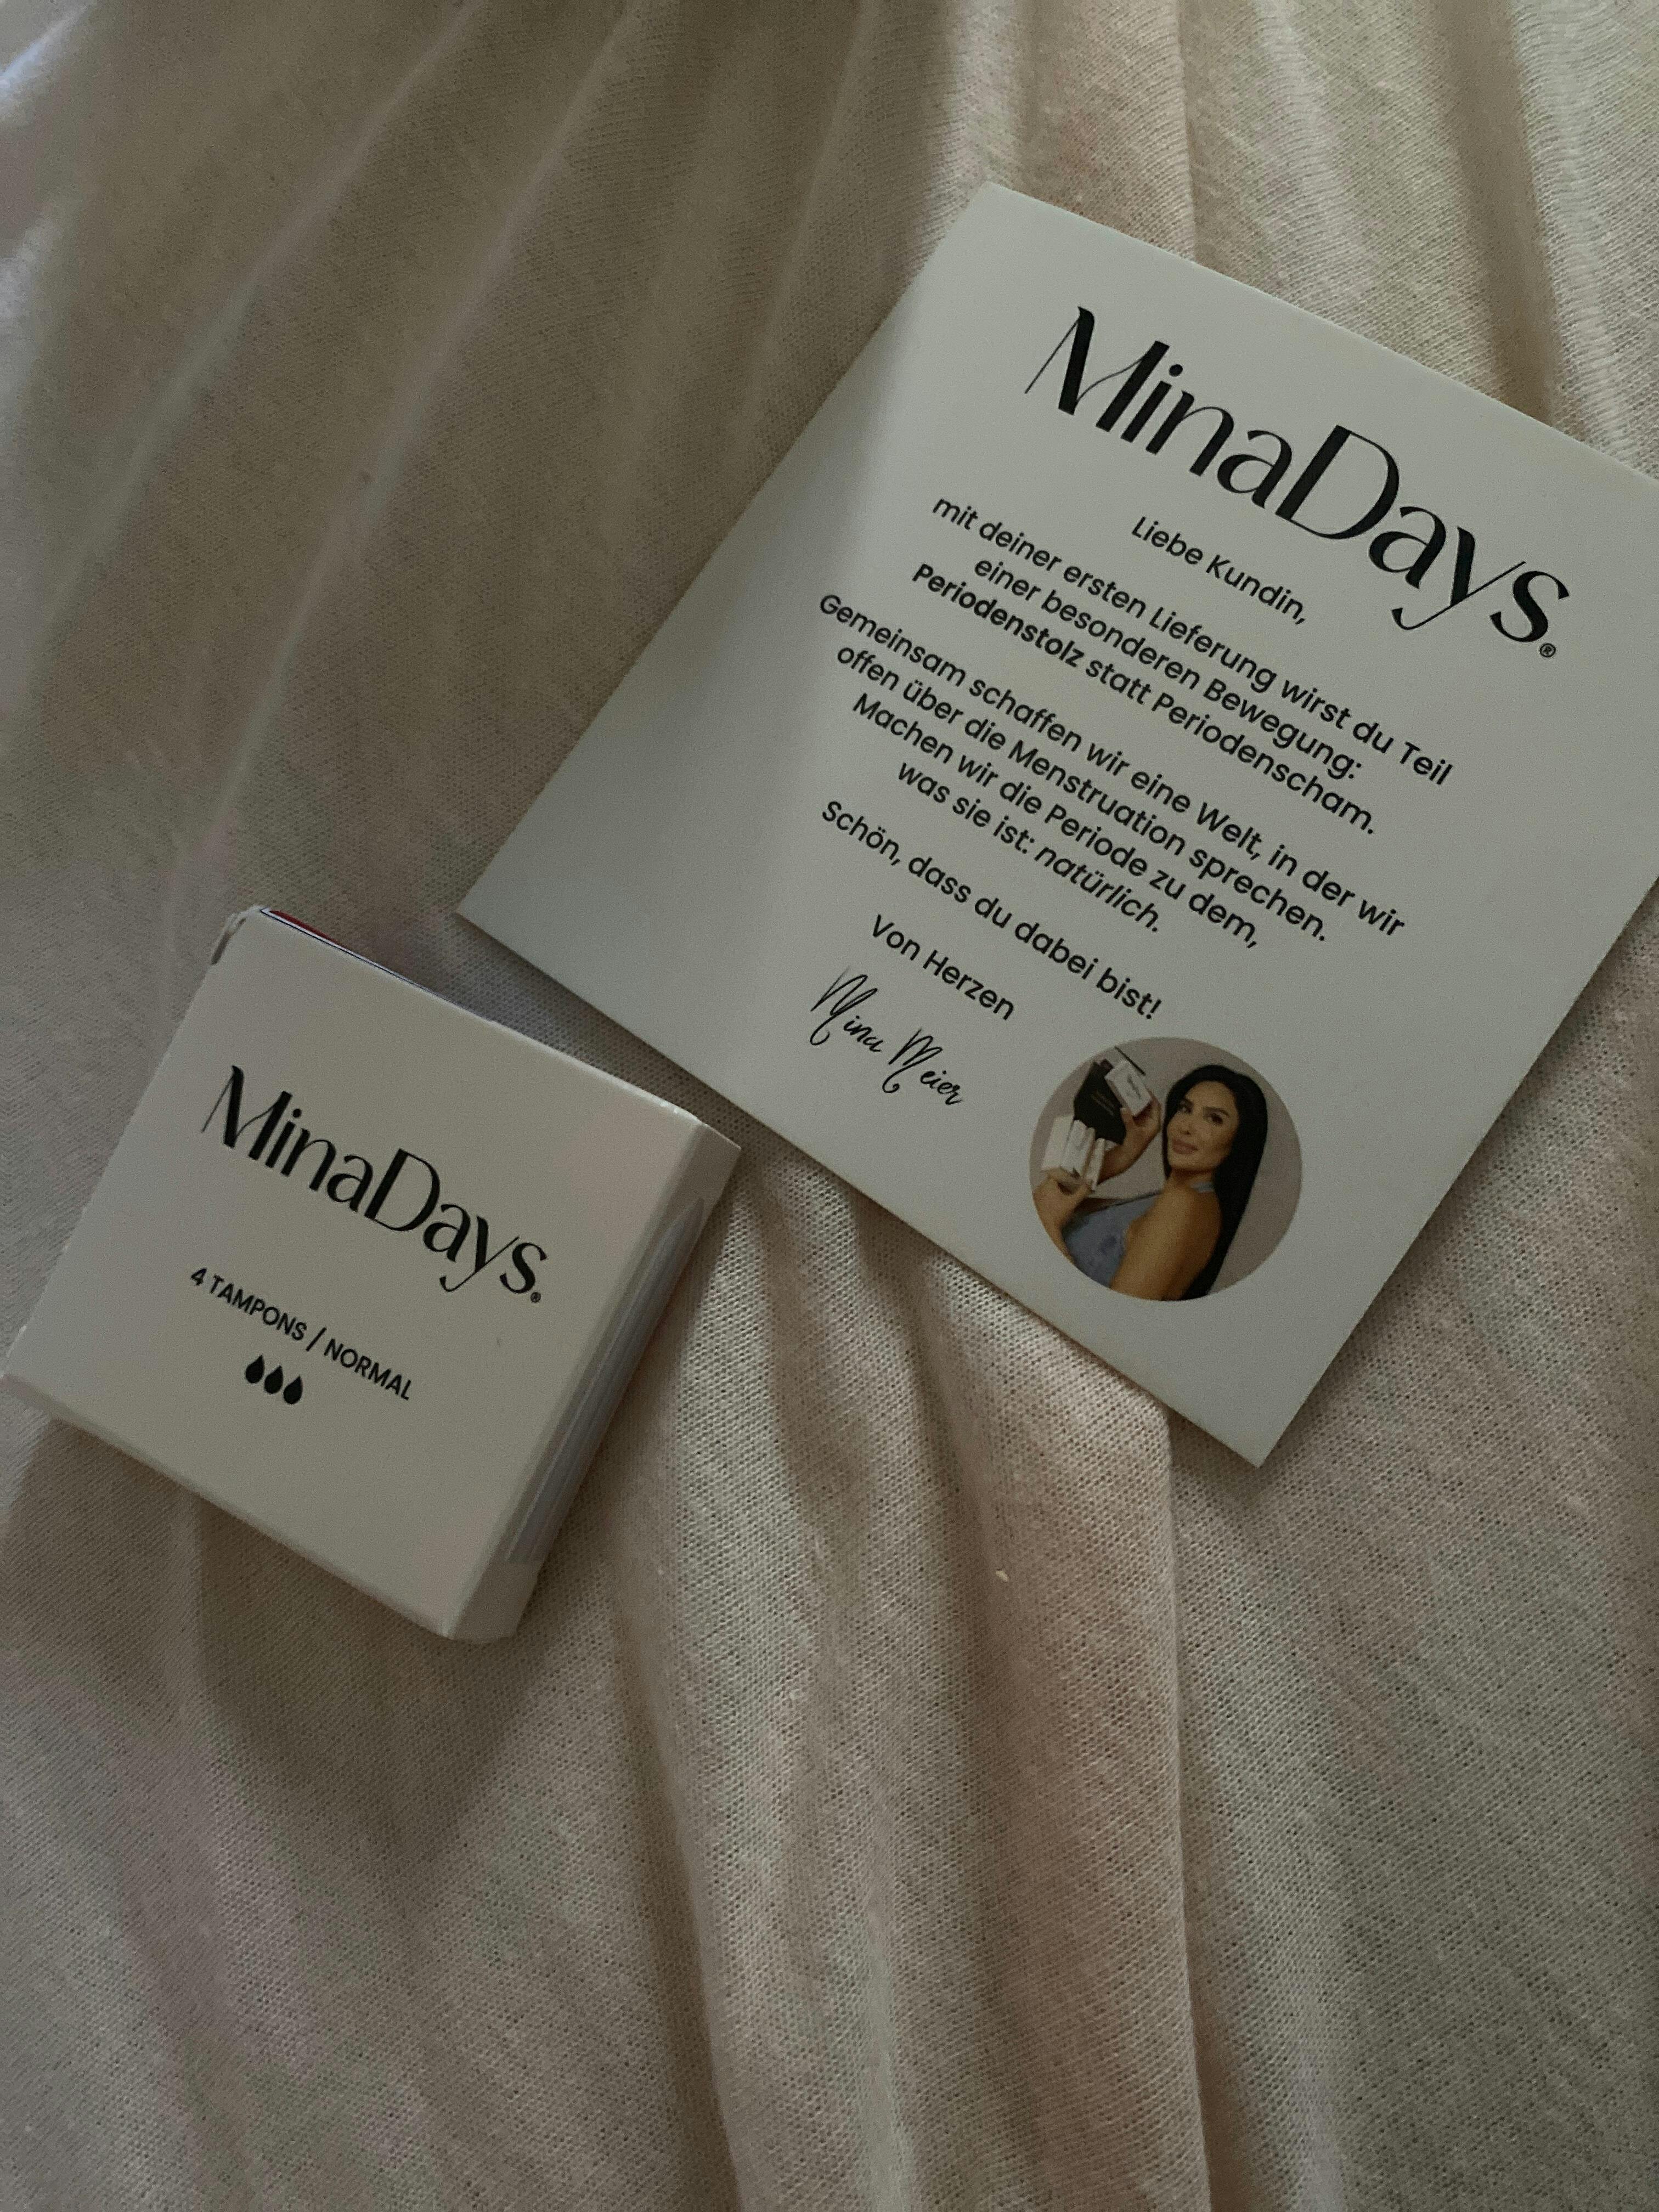 MinaDays®
Liebe Kundin,
mit deiner ersten Lieferung wirst du Teil
einer besonderen Bewegung:
Periodenstolz statt Periodenscham.
Gemeinsam schaffen wir eine Welt, in der wir
offen über die Menstruation sprechen.
Machen wir die Periode zu dem,
was sie ist: natürlich.
Schön, dass du dabei bist!
Von Herzen
Mina Meier
MinaDays®
4 TAMPONS / NORMAL